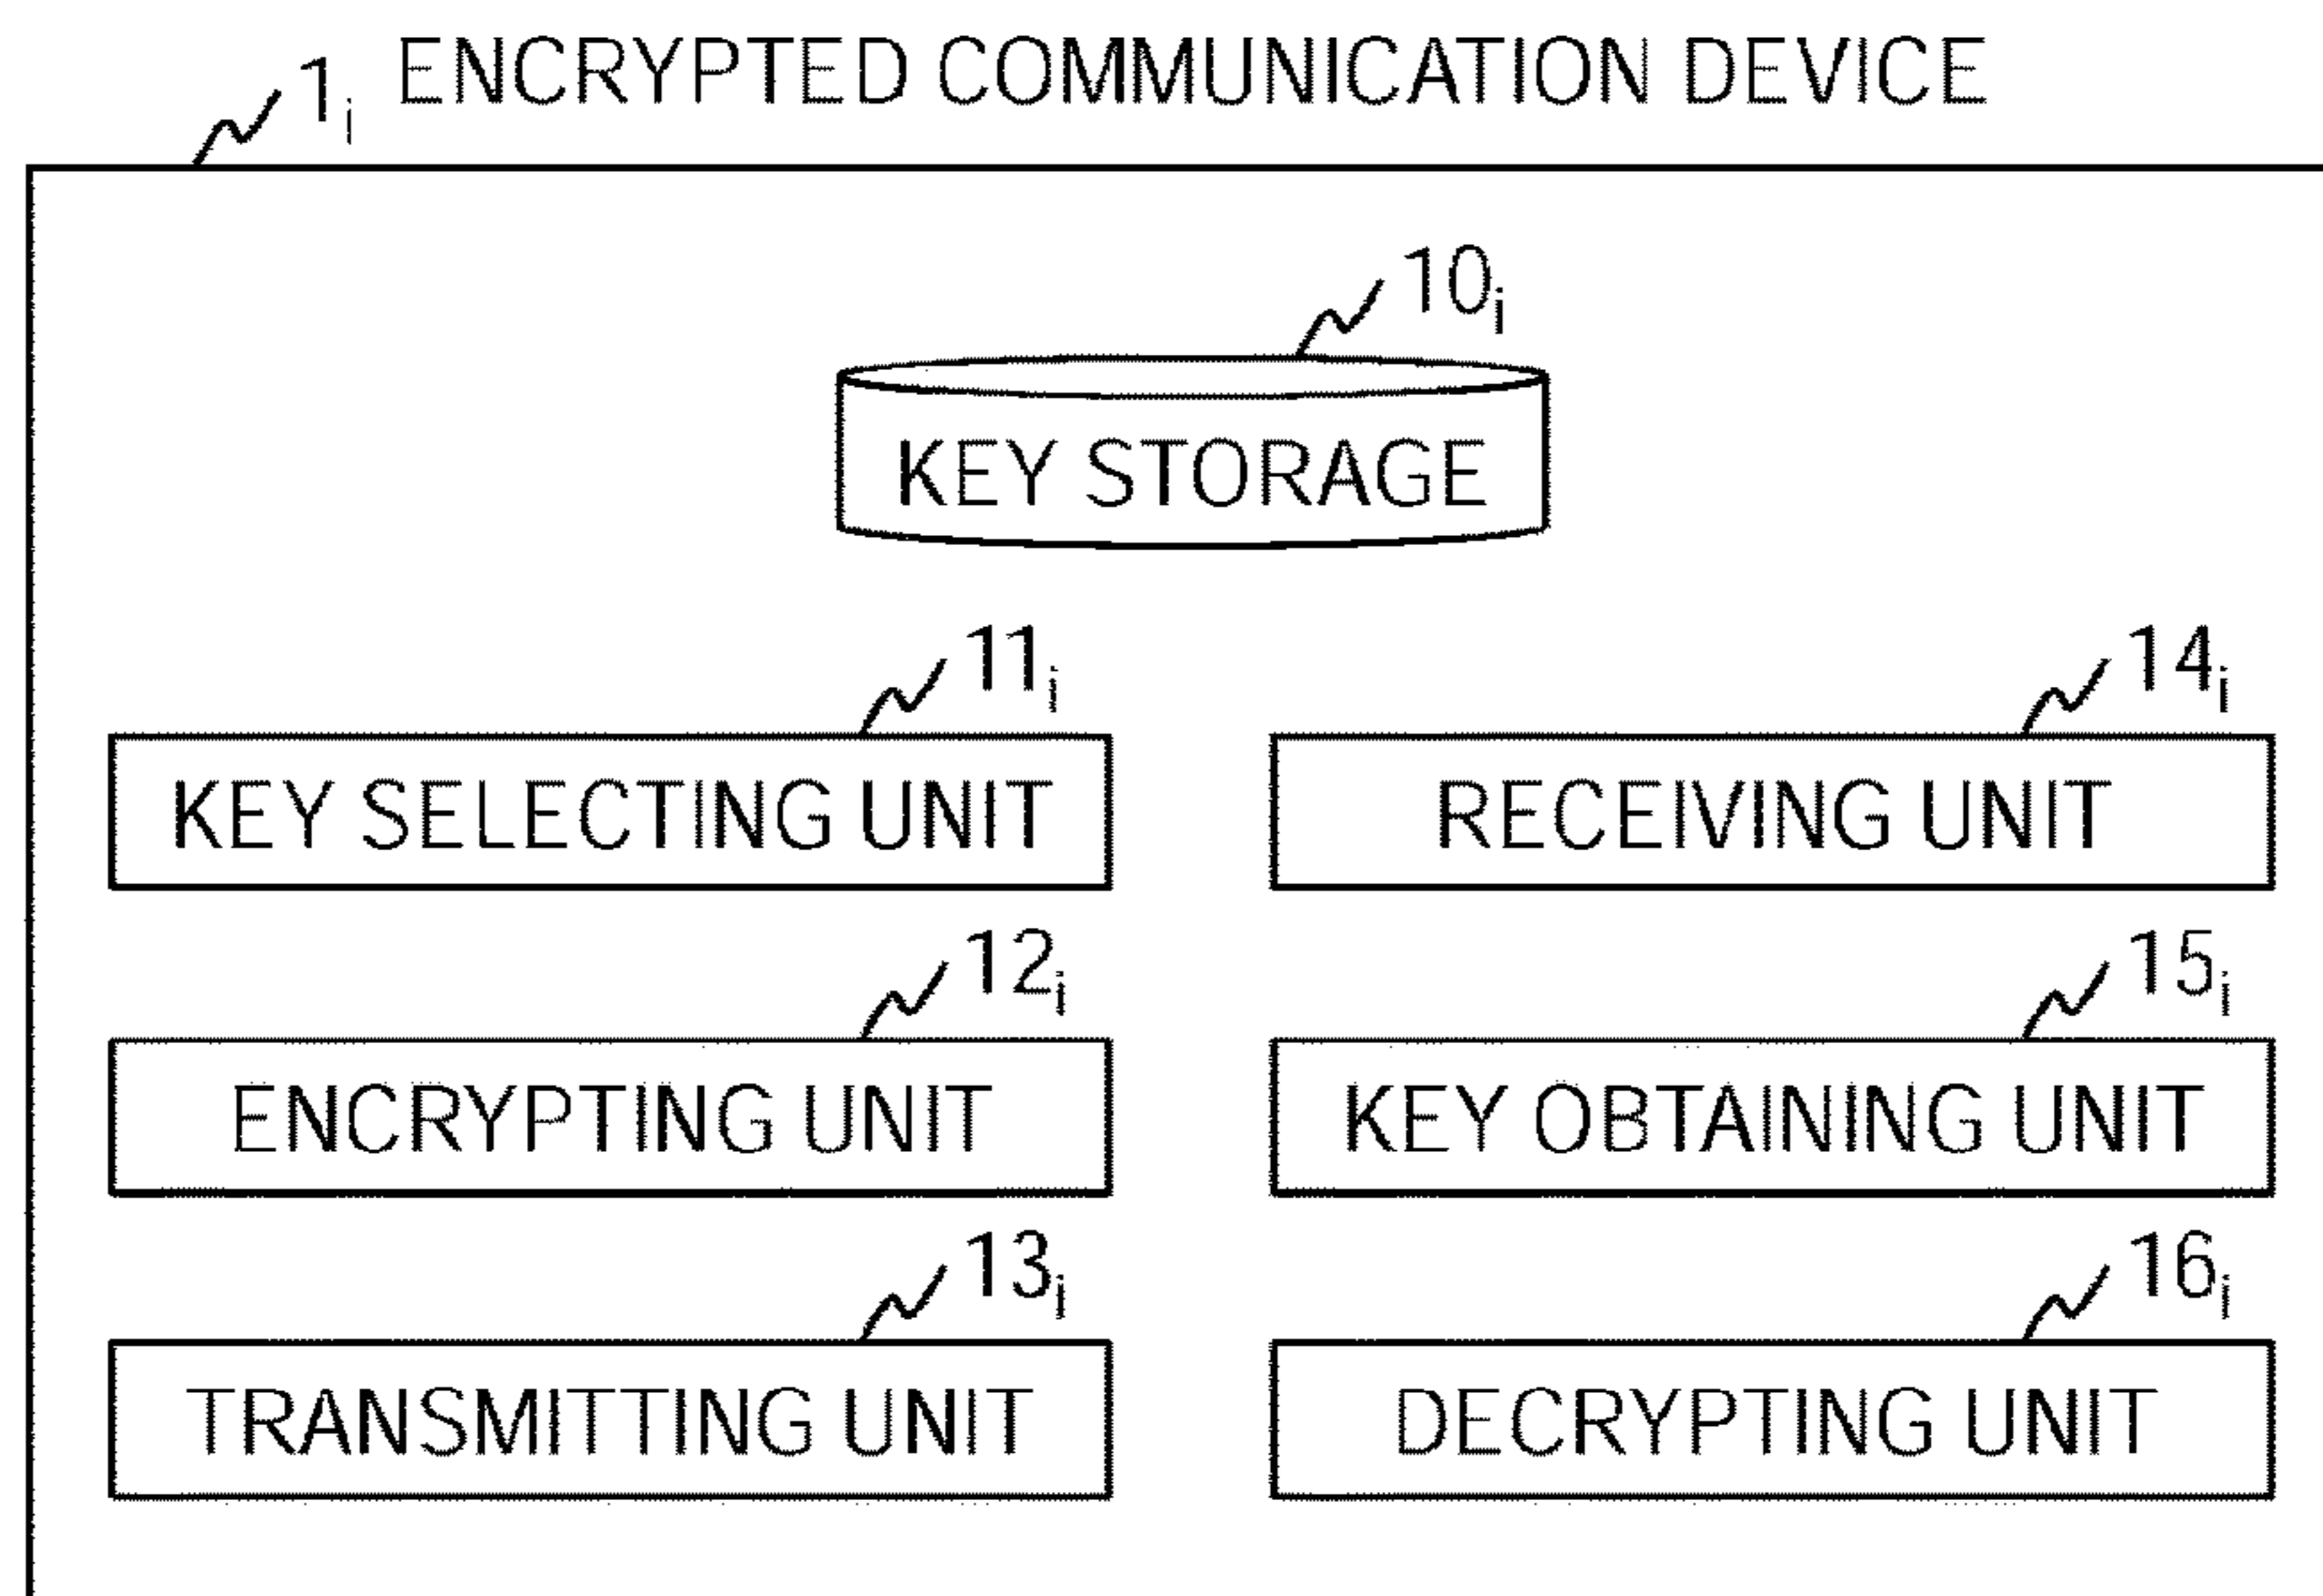 1i ENCRYPTED COMMUNICATION DEVICE
10i
KEY STORAGE
11i
KEY SELECTING UNIT
14i
RECEIVING UNIT
12i
ENCRYPTING UNIT
15i
KEY OBTAINING UNIT
13i
TRANSMITTING UNIT
16i
DECRYPTING UNIT